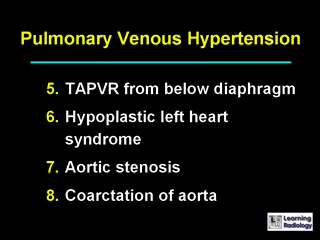 Pulmonary Venous Hypertension
5. TAPVR from below diaphragm
6. Hypoplastic left heart
syndrome
7. Aortic stenosis
8. Coarctation of aorta
Learning
Radiology